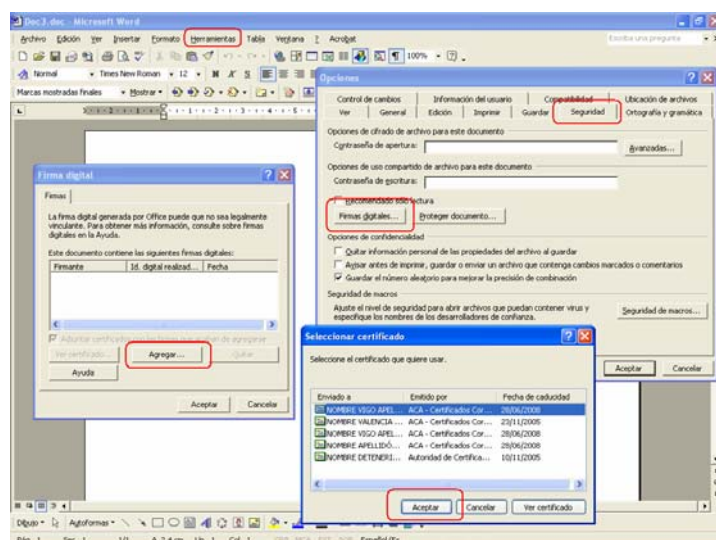 Doc3.doc - Microsoft Word
Archivo Edición Ver Insertar Formato Herramientas Tabla Ventana ? Acrobat
Escriba una pregunta
100%
Normal Times New Roman 12 N K S
Marcas mostradas finales Mostrar
Opciones
Control de cambios Información del usuario Compatibilidad Ubicación de archivos
Ver General Edición Imprimir Guardar Seguridad Ortografía y gramática
Opciones de cifrado de archivo para este documento
Contraseña de apertura: Avanzadas...
Opciones de uso compartido de archivo para este documento
Contraseña de escritura:
Recomendado sólo lectura
Firmas digitales... Proteger documento...
Opciones de confidencialidad
Quitar información personal de las propiedades del archivo al guardar
Avisar antes de imprimir, guardar o enviar un archivo que contenga cambios marcados o comentarios
Guardar el número aleatorio para mejorar la precisión de combinación
Seguridad de macros
Ajuste el nivel de seguridad para abrir archivos que puedan contener virus y
especifique los nombres de los desarrolladores de confianza.
Seguridad de macros...
Aceptar Cancelar
Firma digital
Firmas
La firma digital generada por Office puede que no sea legalmente
vinculante. Para obtener más información, consulte sobre firmas
digitales en la Ayuda.
Este documento contiene las siguientes firmas digitales:
Firmante Id. digital realizad... Fecha
Adjuntar certificados con las firmas que acaban de agregarse
Ver certificado... Agregar... Quitar
Ayuda
Aceptar Cancelar
Seleccionar certificado
Seleccione el certificado que quiere usar.
Enviado a Emitido por Fecha de caducidad
NOMBRE VIGO APEL... ACA - Certificados Cor... 28/06/2008
NOMBRE VALENCIA ... ACA - Certificados Cor... 23/11/2005
NOMBRE VIGO APEL... ACA - Certificados Cor... 28/06/2008
NOMBRE APELLIDO... ACA - Certificados Cor... 28/06/2008
NOMBRE DETENERI... Autoridad de Certifica... 10/11/2005
Aceptar Cancelar Ver certificado
Dibujo Autoformas